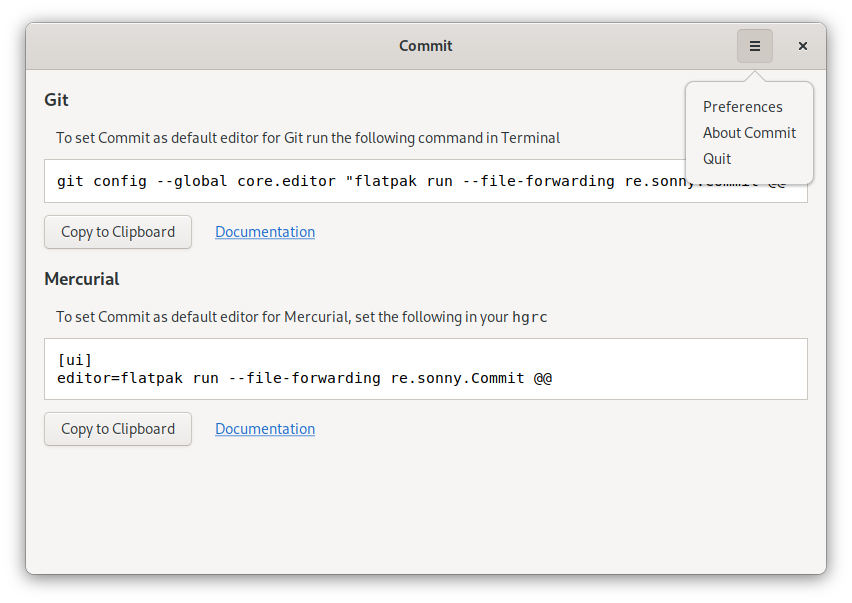 Commit
Preferences
About Commit
Quit
Git
To set Commit as default editor for Git run the following command in Terminal
git config --global core.editor "flatpak run --file-forwarding re.sonny.Commit @@
Copy to Clipboard Documentation
Mercurial
To set Commit as default editor for Mercurial, set the following in your hgrc
[ui]
editor=flatpak run --file-forwarding re.sonny.Commit @@
Copy to Clipboard Documentation